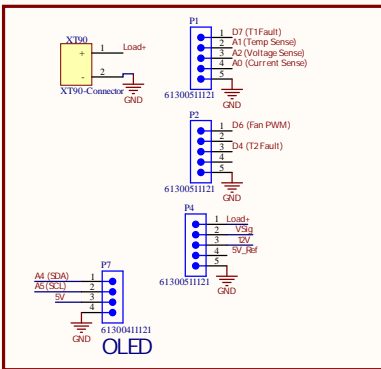 P1
XT90
1 Load+
+
2
-
XT90-Connector
GND
1 D7 (T1Fault)
2 A1 (Temp Sense)
3 A2 (Voltage Sense)
4 A0 (Current Sense)
5
61300511121
GND
P2
1 D6 (Fan PWM)
2
3 D4 (T2Fault)
4
5
61300511121
GND
P4
1 Load+
2 VSig
3 12V
4 5V_Ref
5
61300511121
GND
P7
A4 (SDA) 1
A5 (SCL) 2
5V 3
4
61300411121
GND
OLED